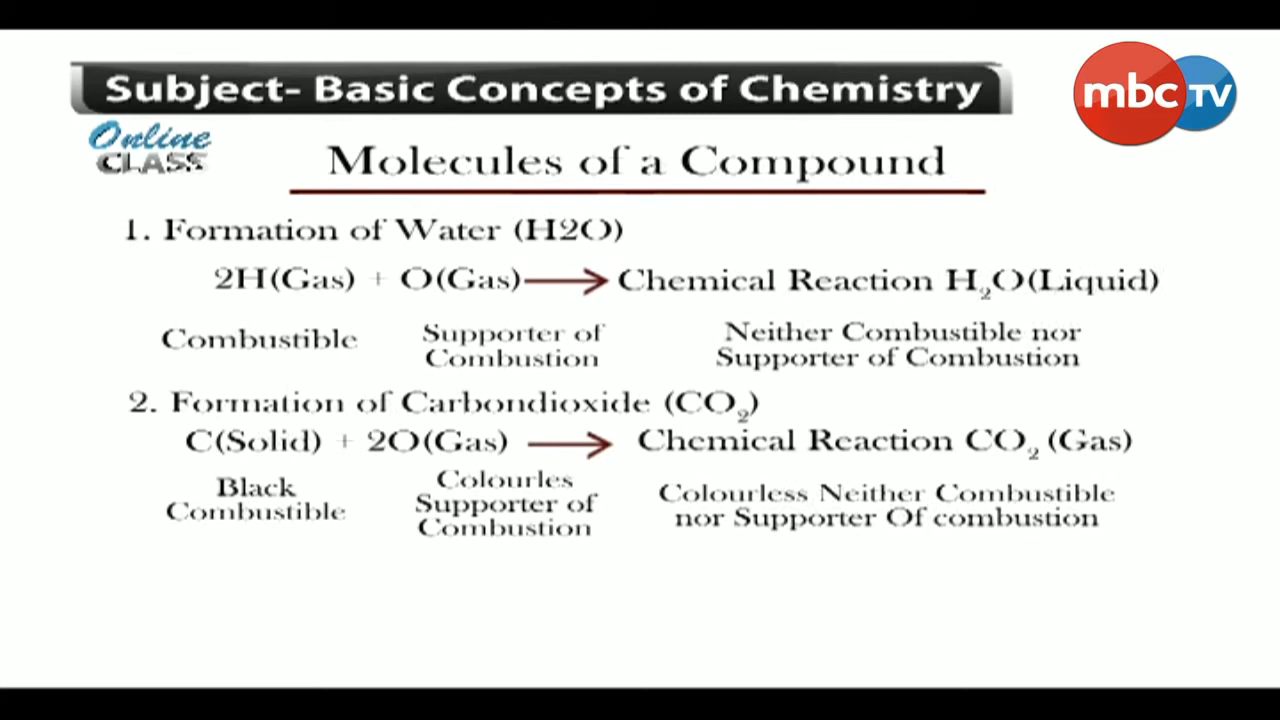 Subject- Basic Concepts of Chemistry
mbc TV
Online
CLASS
Molecules of a Compound
1. Formation of Water (H2O)
2H(Gas) + O(Gas) → Chemical Reaction H₂O(Liquid)
Combustible
Supporter of
Combustion
Neither Combustible nor
Supporter of Combustion
2. Formation of Carbondioxide (CO₂)
C(Solid) + 2O(Gas) → Chemical Reaction CO₂ (Gas)
Black
Combustible
Colourles
Supporter of
Combustion
Colourless Neither Combustible
nor Supporter Of combustion